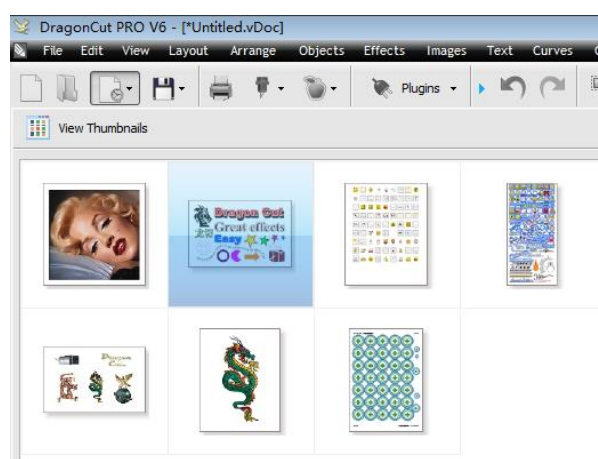 DragonCut PRO V6 - [*Untitled.vDoc]
File Edit View Layout Arrange Objects Effects Images Text Curves
Plugins
View Thumbnails
Dragon Cut
Great effects
Easy
Dragon